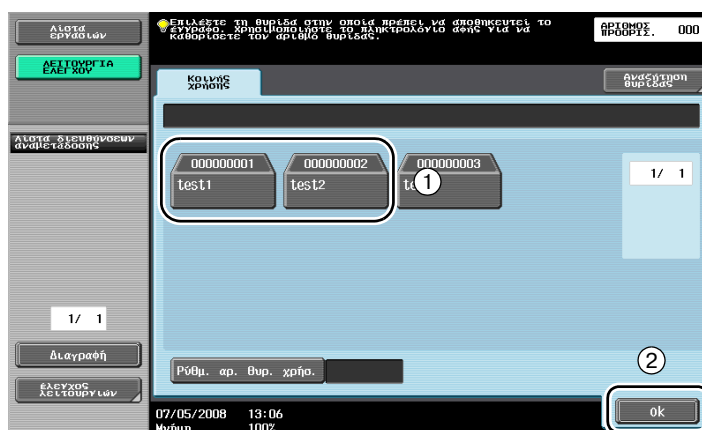 Λίστα
εργασιών
ΛΕΙΤΟΥΡΓΙΑ
ΕΛΕΓΧΟΥ
Λίστα διευθύνσεων
αναμετάδοσης
1/ 1
Διαγραφή
έλεγχος
λειτουργιών
Επιλέξτε τη θυρίδα στην οποία πρέπει να αποθηκευτεί το
έγγραφο. Χρησιμοποιήστε το πληκτρολόγιο αφής για να
καθορίσετε τον αριθμό θυρίδας.
ΑΡΙΘΜΟΣ
ΠΡΟΟΡΙΣ. 000
Κοινής
χρήσης
Αναζήτηση
θυρίδας
000000001
test1
000000002
test2
000000003
1
1/ 1
Ρύθμ. αρ. θυρ. χρήσ.
2
ok
07/05/2008 13:06
Μνήμη 100%